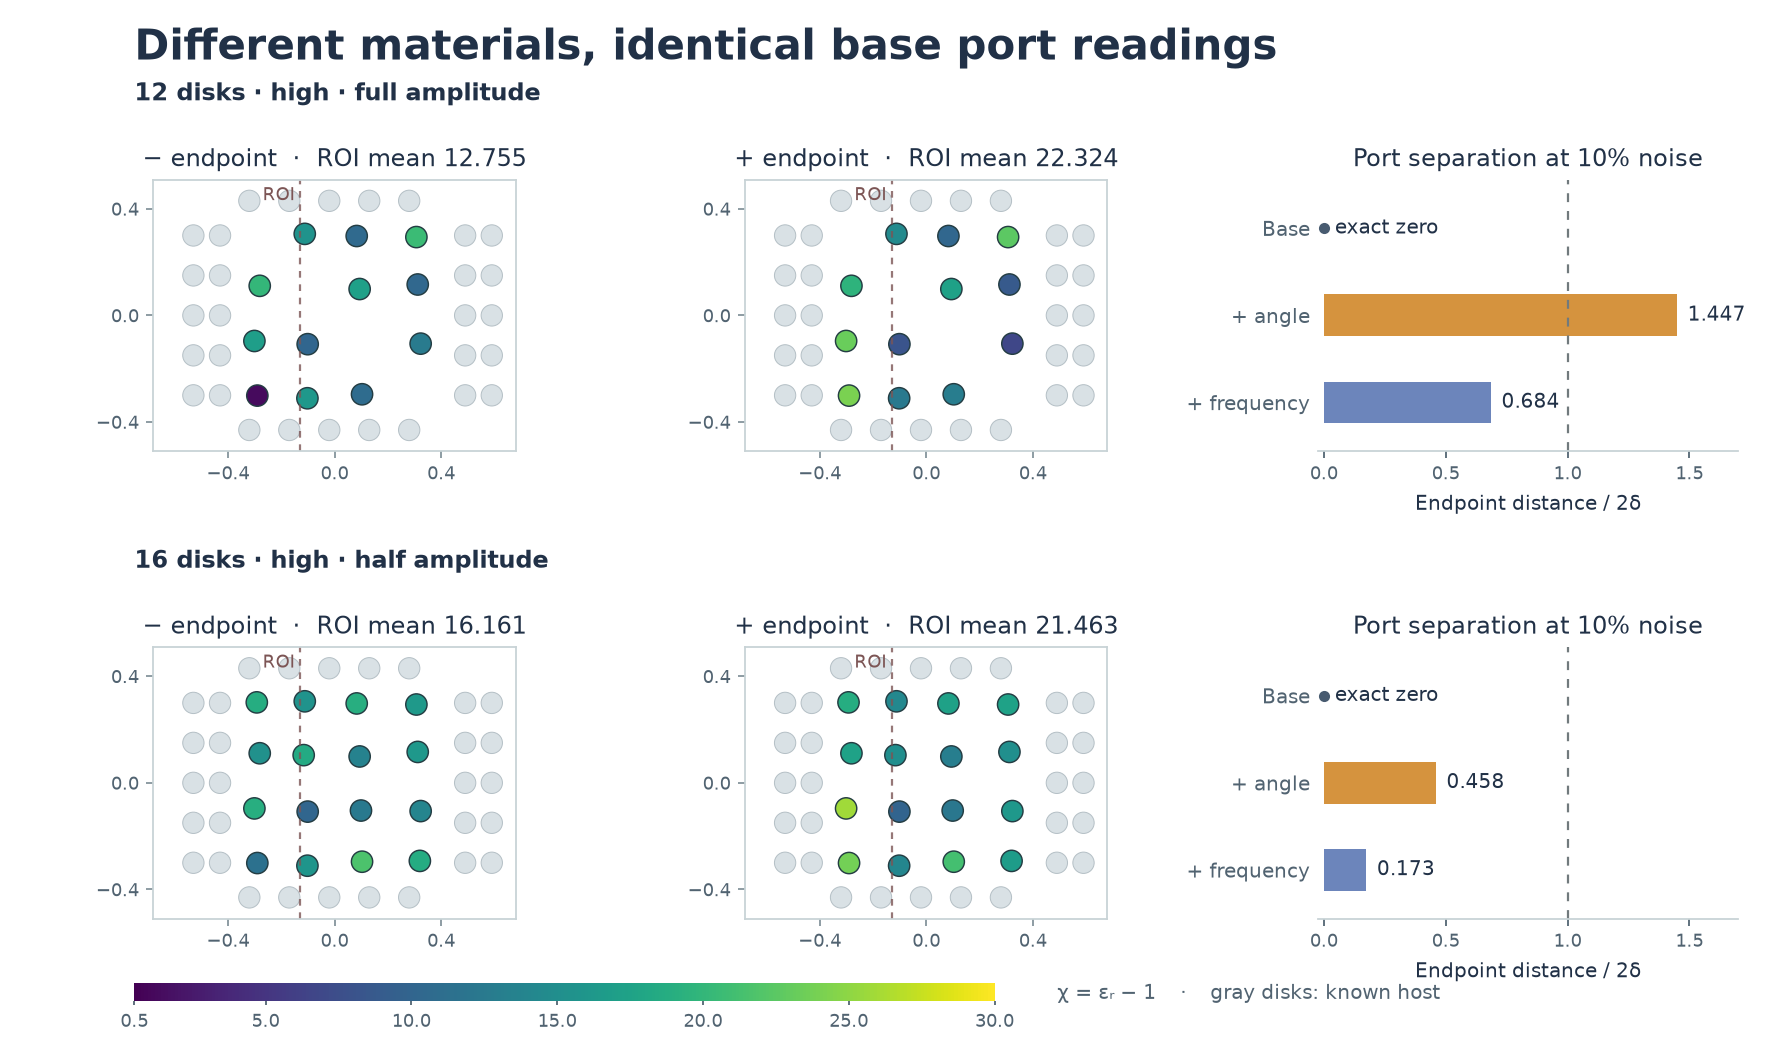 Different materials, identical base port readings
12 disks · high · full amplitude
− endpoint · ROI mean 12.755
+ endpoint · ROI mean 22.324
Port separation at 10% noise
ROI
0.4
0.0
−0.4
−0.4 0.0 0.4
ROI
0.4
0.0
−0.4
−0.4 0.0 0.4
Base
exact zero
+ angle
1.447
+ frequency
0.684
0.0 0.5 1.0 1.5
Endpoint distance / 2δ
16 disks · high · half amplitude
− endpoint · ROI mean 16.161
+ endpoint · ROI mean 21.463
Port separation at 10% noise
ROI
0.4
0.0
−0.4
−0.4 0.0 0.4
ROI
0.4
0.0
−0.4
−0.4 0.0 0.4
Base
exact zero
+ angle
0.458
+ frequency
0.173
0.0 0.5 1.0 1.5
Endpoint distance / 2δ
0.5 5.0 10.0 15.0 20.0 25.0 30.0
χ = εᵣ − 1 · gray disks: known host